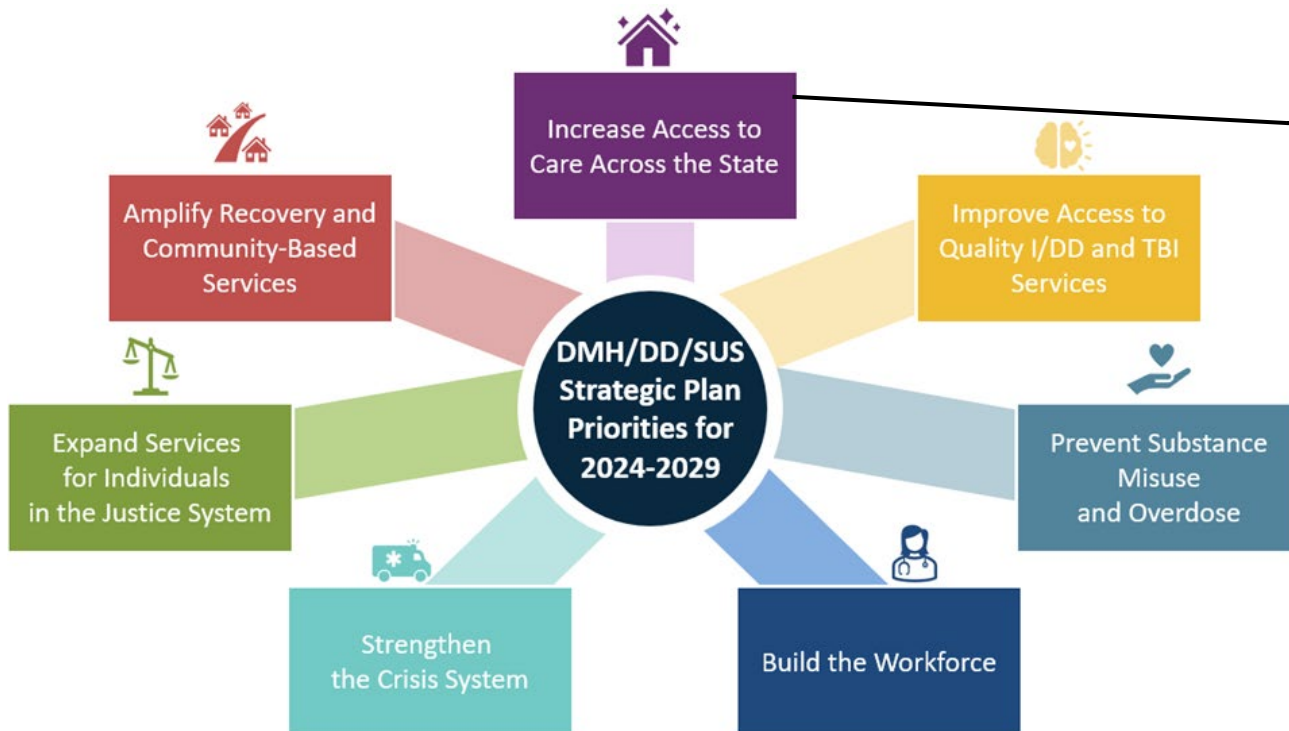 Increase Access to
Care Across the State
Improve Access to
Quality I/DD and TBI
Services
Prevent Substance
Misuse
and Overdose
Build the Workforce
Strengthen
the Crisis System
Expand Services
for Individuals
in the Justice System
Amplify Recovery and
Community-Based
Services
DMH/DD/SUS
Strategic Plan
Priorities for
2024-2029